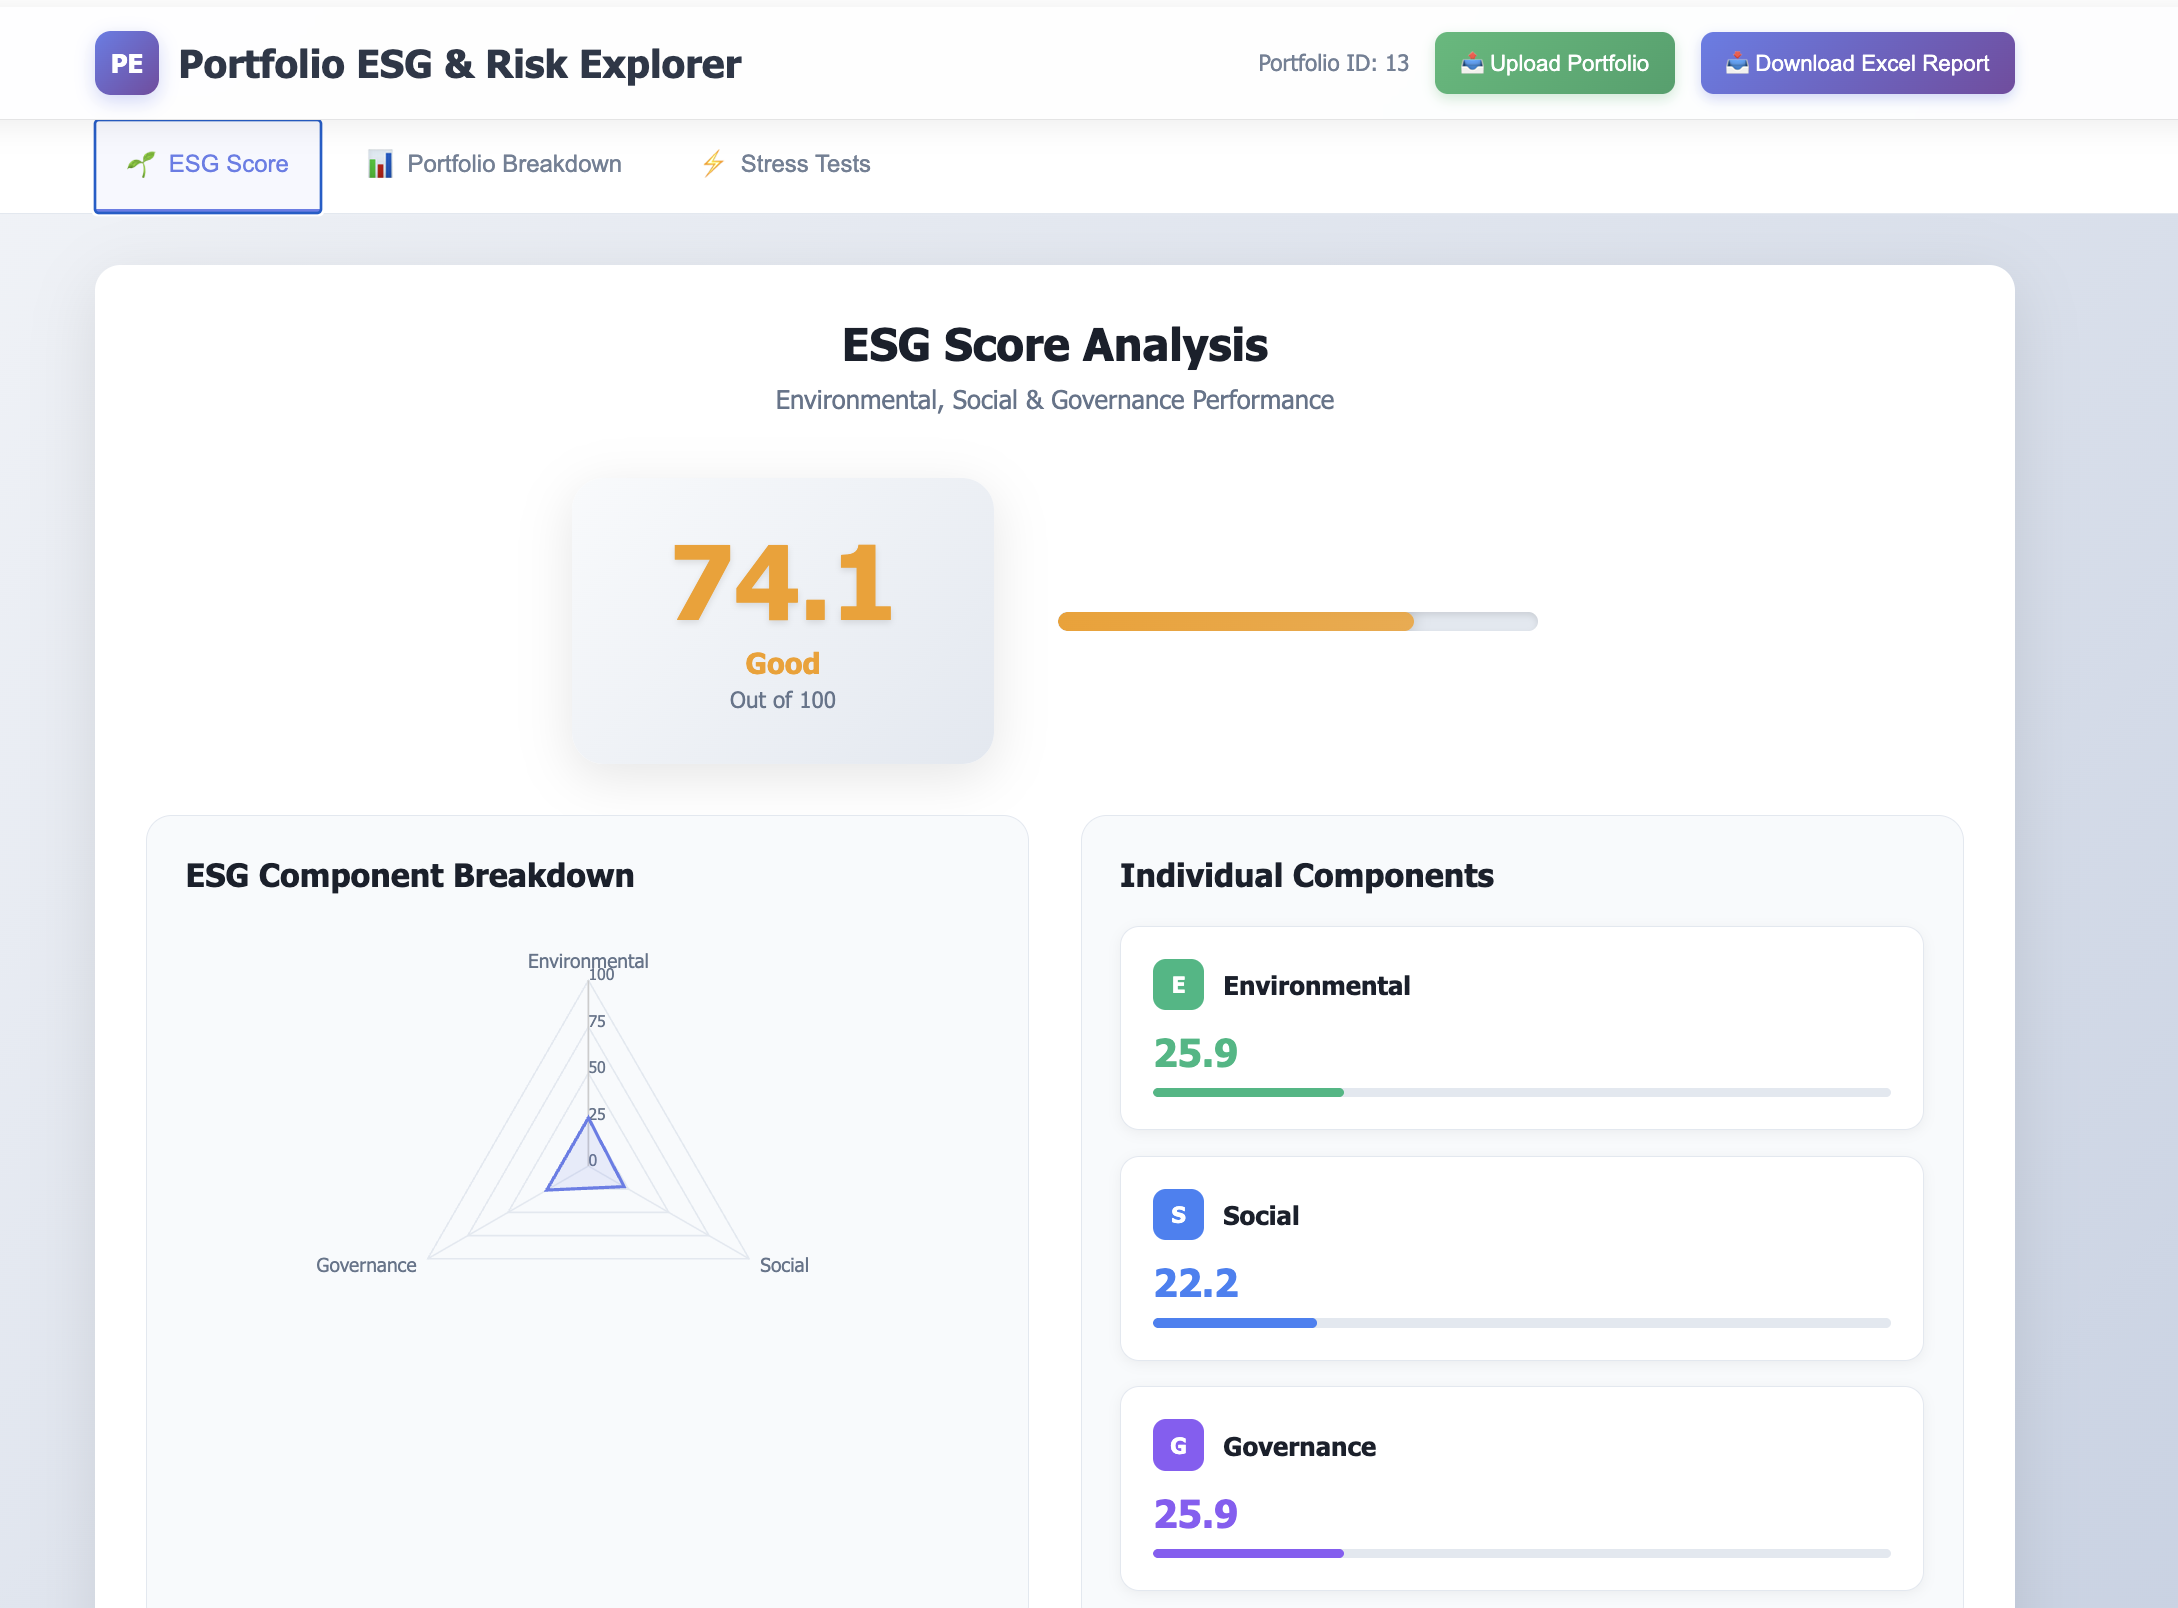 PE
Portfolio ESG & Risk Explorer
Portfolio ID: 13
Upload Portfolio
Download Excel Report
ESG Score
Portfolio Breakdown
Stress Tests
ESG Score Analysis
Environmental, Social & Governance Performance
74.1
Good
Out of 100
ESG Component Breakdown
Environmental
100
75
50
25
0
Governance
Social
Individual Components
E
Environmental
25.9
S
Social
22.2
G
Governance
25.9